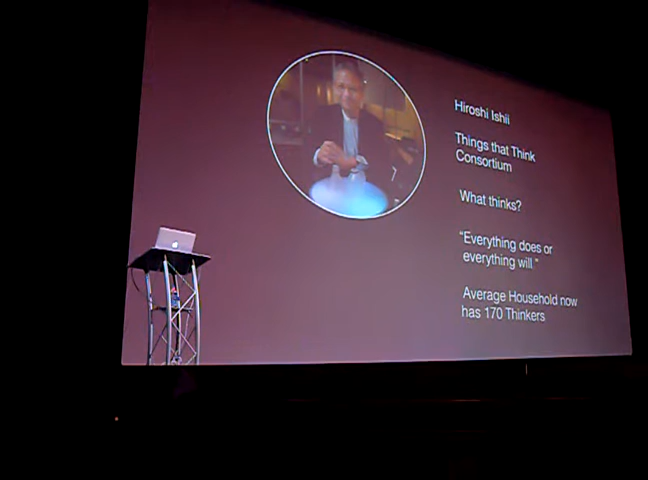 Hiroshi Ishii
Things that Think
Consortium
What thinks?
“Everything does or
everything will.”
Average Household now
has 170 Thinkers